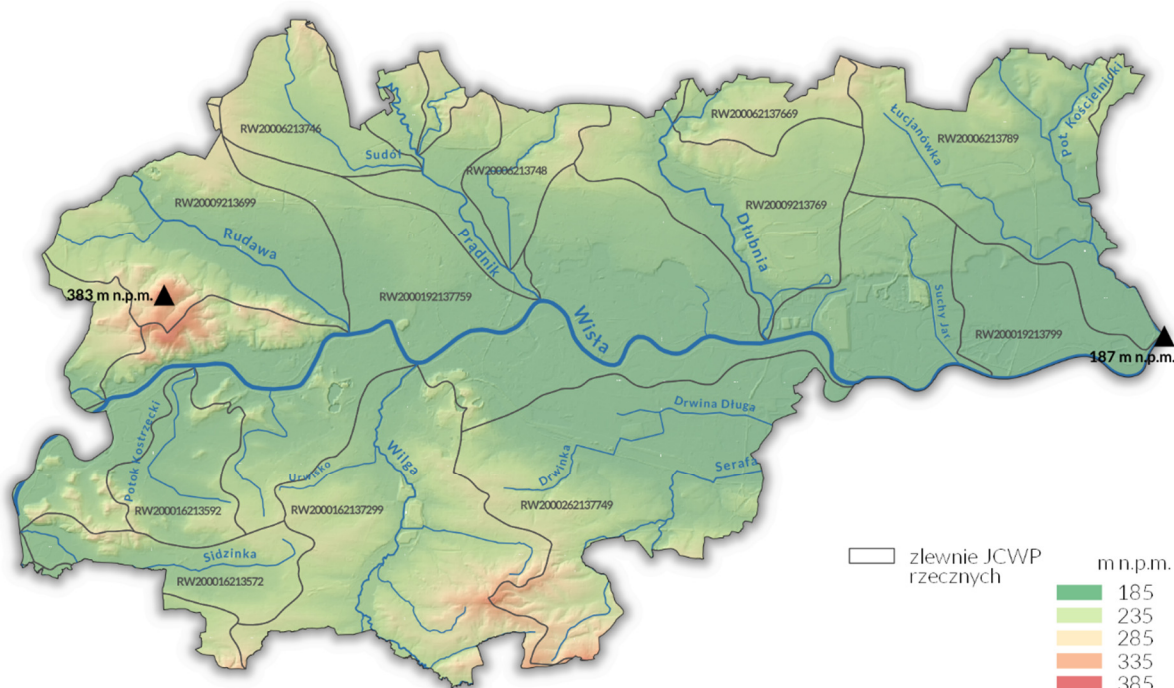 RW20006213746
Sudół
RW20006213748
RW20006213​7669
Łucjanówka
RW20006213789
Pot. Kościelnicki
RW20009213699
Rudawa
Prądnik
RW20009213769
Dłubnia
383 m n.p.m.
RW2000192137759
Wisła
Suchy Jar
RW200019213799
187 m n.p.m.
Potok Kostrzecki
Drwina Długa
Wilga
Drwinka
Serafa
Urwisko
RW200016213592
RW2000162137299
RW2000262137749
Sidzinka
RW200016213572
zlewnie JCWP
rzecznych
m n.p.m.
185
235
285
335
385